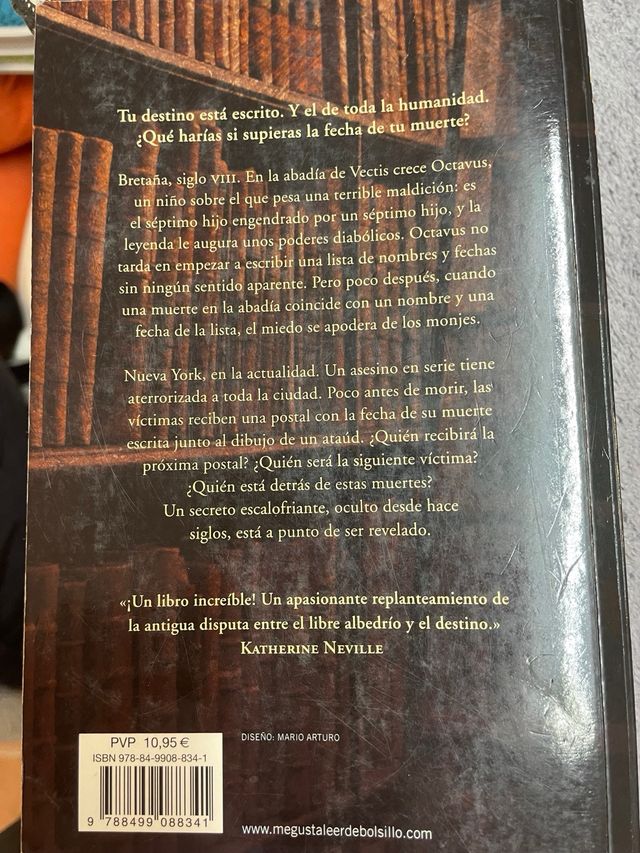 Tu destino está escrito. Y el de toda la humanidad.
¿Qué harías si supieras la fecha de tu muerte?
Bretaña, siglo VIII. En la abadía de Vectis crece Octavus,
un niño sobre el que pesa una terrible maldición: es
el séptimo hijo engendrado por un séptimo hijo, y la
leyenda le augura unos poderes diabólicos. Octavus no
tarda en empezar a escribir una lista de nombres y fechas
sin ningún sentido aparente. Pero poco después, cuando
una muerte en la abadía coincide con un nombre y una
fecha de la lista, el miedo se apodera de los monjes.
Nueva York, en la actualidad. Un asesino en serie tiene
aterrorizada a toda la ciudad. Poco antes de morir, las
víctimas reciben una postal con la fecha de su muerte
escrita junto al dibujo de un ataúd. ¿Quién recibirá la
próxima postal? ¿Quién será la siguiente víctima?
¿Quién está detrás de estas muertes?
Un secreto escalofriante, oculto desde hace
siglos, está a punto de ser revelado.
«¡Un libro increíble! Un apasionante replanteamiento de
la antigua disputa entre el libre albedrío y el destino.»
KATHERINE NEVILLE
PVP 10,95 €
ISBN 978-84-9908-834-1
9 788499 088341
DISEÑO: MARIO ARTURO
www.megustaleerdebolsillo.com